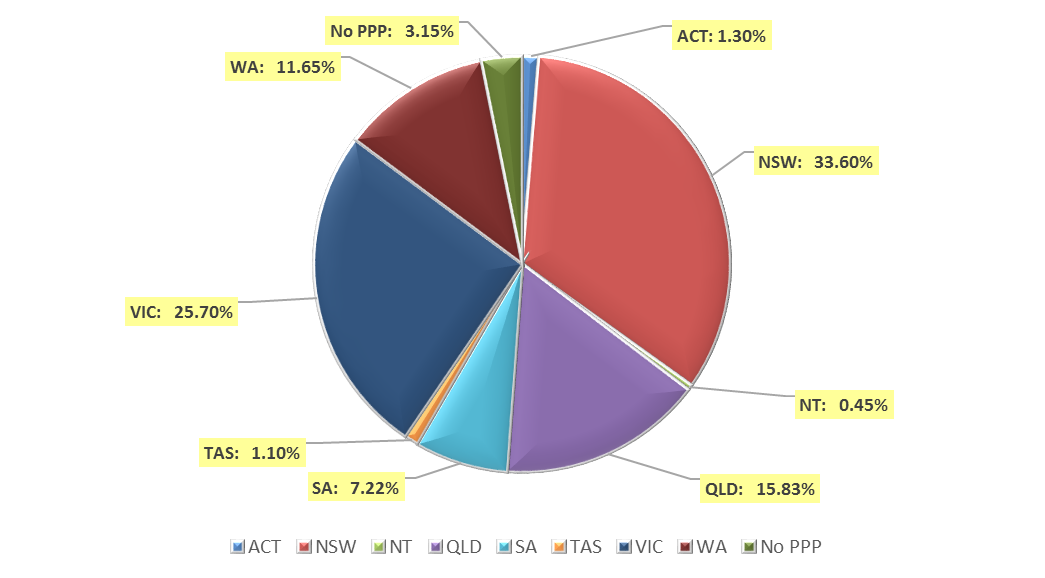 No PPP: 3.15%
ACT: 1.30%
WA: 11.65%
NSW: 33.60%
VIC: 25.70%
NT: 0.45%
TAS: 1.10%
SA: 7.22%
QLD: 15.83%
ACT NSW NT QLD SA TAS VIC WA No PPP